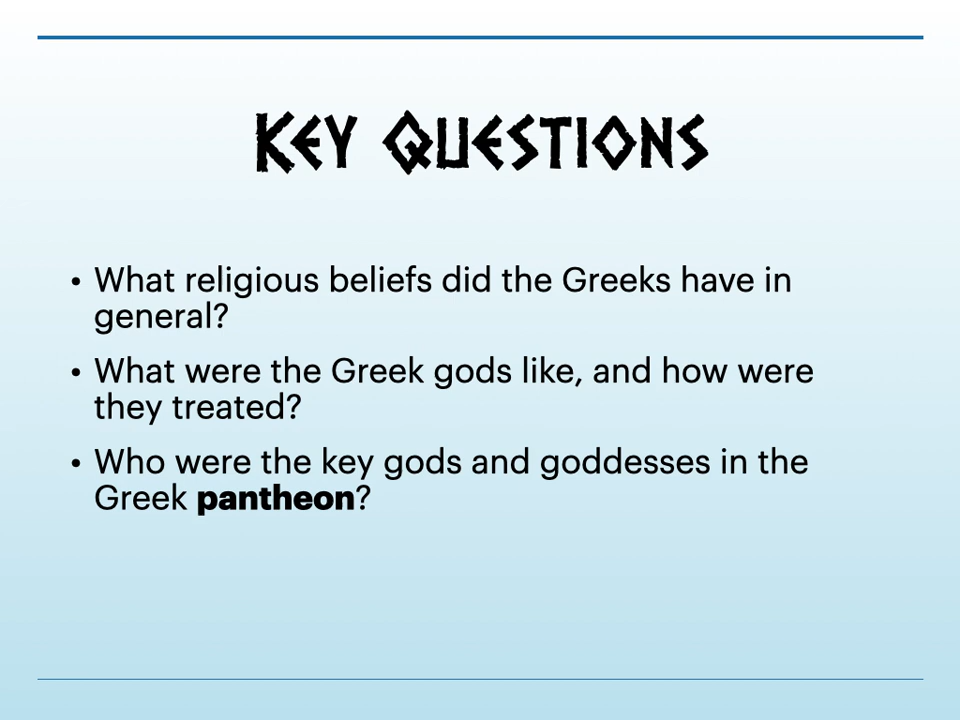 Key Questions
• What religious beliefs did the Greeks have in
general?
• What were the Greek gods like, and how were
they treated?
• Who were the key gods and goddesses in the
Greek pantheon?